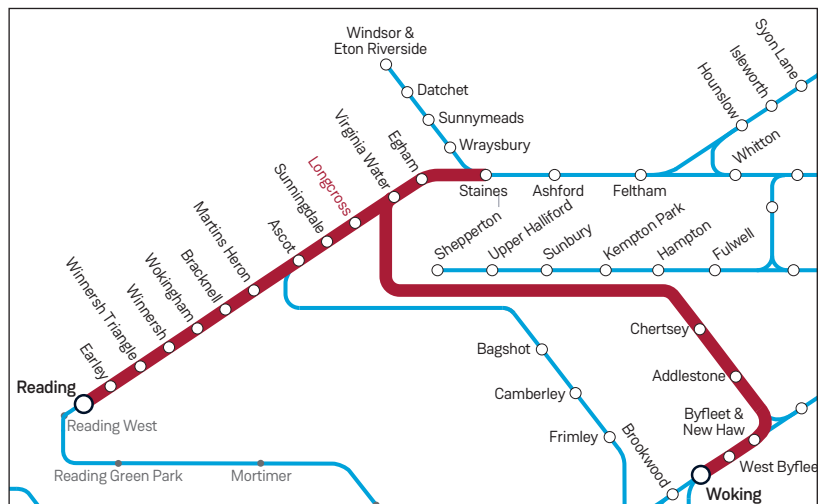 Windsor &
Eton Riverside
Datchet
Sunnymeads
Wraysbury
Syon Lane
Isleworth
Hounslow
Whitton
Egham
Virginia Water
Longcross
Sunningdale
Ascot
Martins Heron
Bracknell
Wokingham
Winnersh
Winnersh Triangle
Earley
Reading
Reading West
Reading Green Park
Mortimer
Staines
Ashford
Feltham
Shepperton
Upper Halliford
Sunbury
Kempton Park
Hampton
Fulwell
Chertsey
Addlestone
Byfleet &
New Haw
West Byflee
Woking
Brookwood
Bagshot
Camberley
Frimley